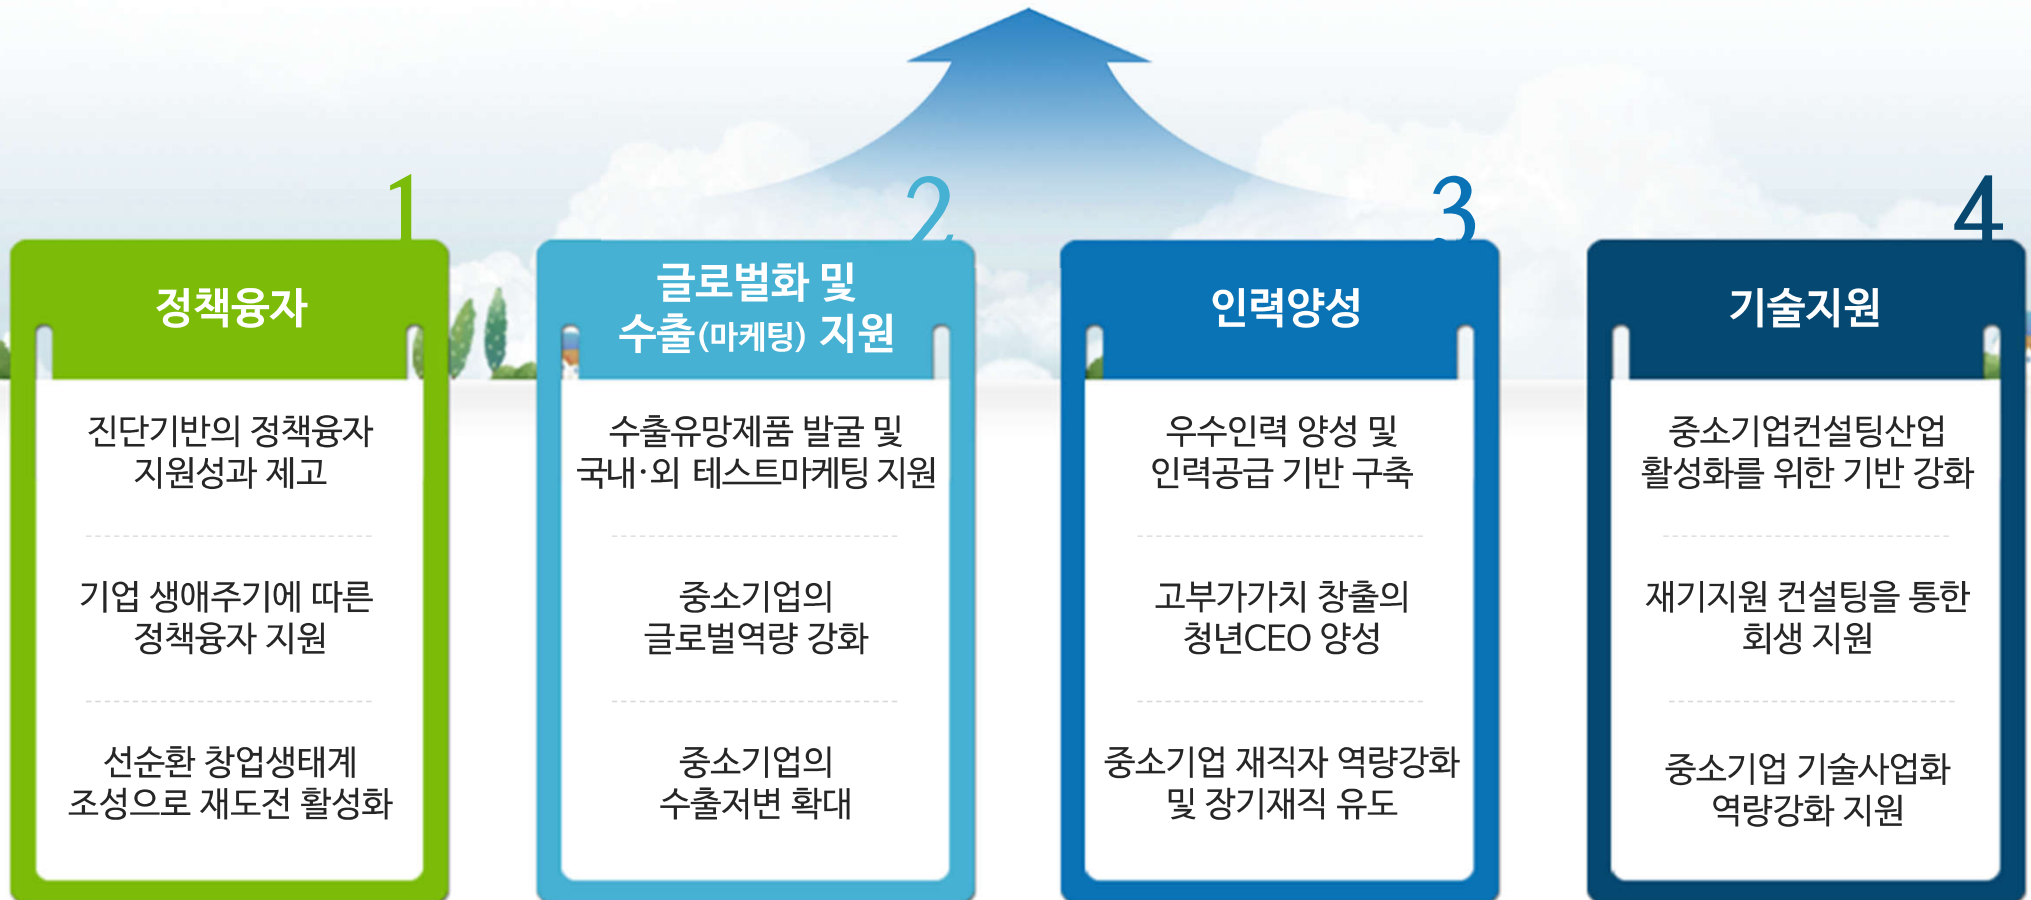 1
정책융자
진단기반의 정책융자
지원성과 제고
기업 생애주기에 따른
정책융자 지원
선순환 창업생태계
조성으로 재도전 활성화
2
글로벌화 및
수출(마케팅) 지원
수출유망제품 발굴 및
국내·외 테스트마케팅 지원
중소기업의
글로벌역량 강화
중소기업의
수출저변 확대
3
인력양성
우수인력 양성 및
인력공급 기반 구축
고부가가치 창출의
청년CEO 양성
중소기업 재직자 역량강화
및 장기재직 유도
4
기술지원
중소기업컨설팅산업
활성화를 위한 기반 강화
재기지원 컨설팅을 통한
회생 지원
중소기업 기술사업화
역량강화 지원